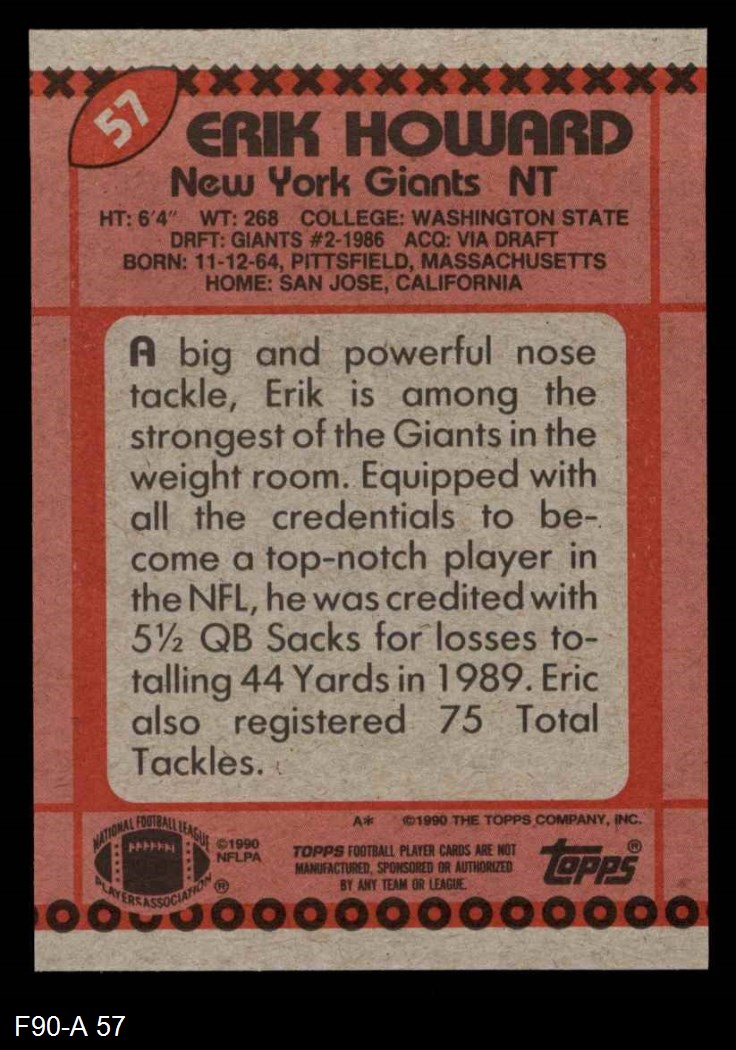 57
ERIK HOWARD
New York Giants NT
HT: 6'4" WT: 268 COLLEGE: WASHINGTON STATE
DRFT: GIANTS #2-1986 ACQ: VIA DRAFT
BORN: 11-12-64, PITTSFIELD, MASSACHUSETTS
HOME: SAN JOSE, CALIFORNIA
A big and powerful nose
tackle, Erik is among the
strongest of the Giants in the
weight room. Equipped with
all the credentials to be-
come a top-notch player in
the NFL, he was credited with
5½ QB Sacks for losses to-
talling 44 Yards in 1989. Eric
also registered 75 Total
Tackles.
A* ©1990 THE TOPPS COMPANY, INC.
NATIONAL FOOTBALL LEAGUE
PLAYERS ASSOCIATION ®
©1990
NFLPA
TOPPS FOOTBALL PLAYER CARDS ARE NOT
MANUFACTURED, SPONSORED OR AUTHORIZED
BY ANY TEAM OR LEAGUE.
topps®
F90-A 57